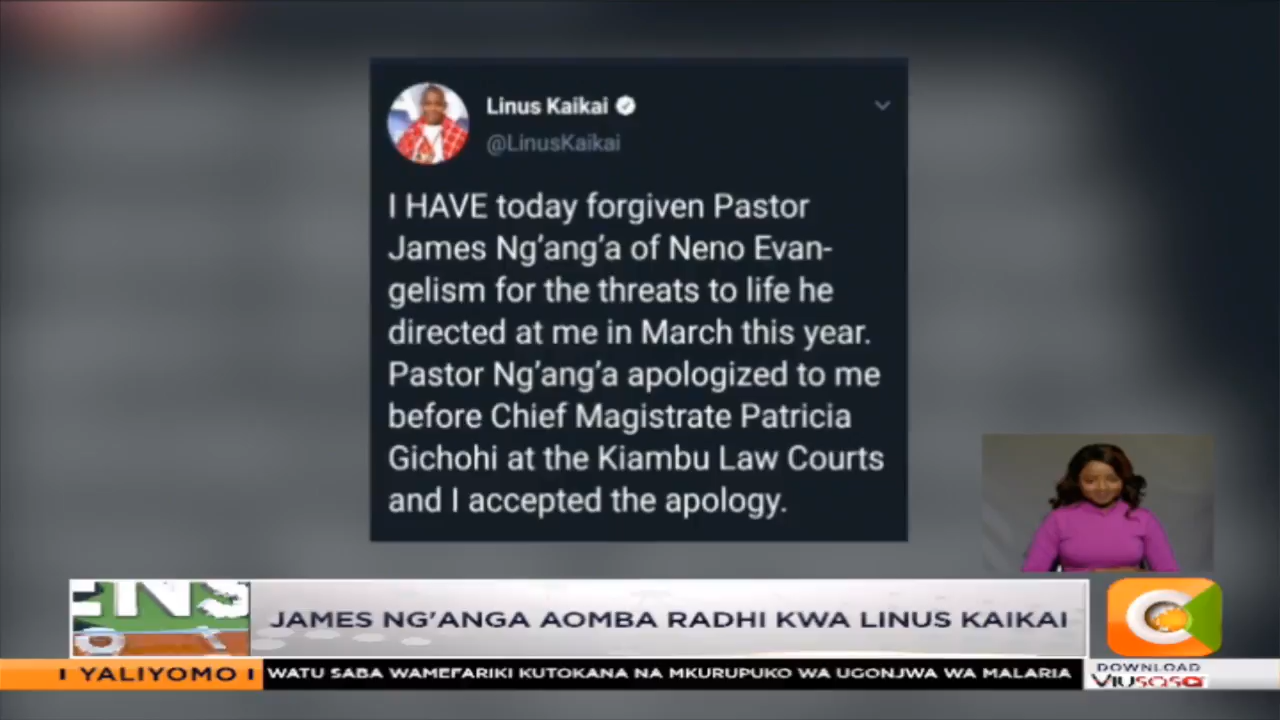 Linus Kaikai
@LinusKaikai
I HAVE today forgiven Pastor
James Ng'ang'a of Neno Evan-
gelism for the threats to life he
directed at me in March this year.
Pastor Ng'ang'a apologized to me
before Chief Magistrate Patricia
Gichohi at the Kiambu Law Courts
and I accepted the apology.
JAMES NG'ANGA AOMBA RADHI KWA LINUS KAIKAI
YALIYOMO
WATU SABA WAMEFARIKI KUTOKANA NA MKURUPUKO WA UGONJWA WA MALARIA
DOWNLOAD
VIUSASA